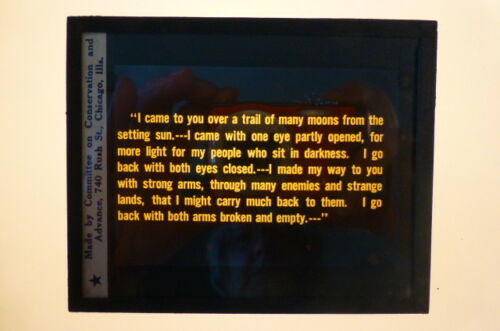 "I came to you over a trail of many moons from the
setting sun.---I came with one eye partly opened, for
more light for my people who sit in darkness. I go
back with both eyes closed.---I made my way to you
with strong arms, through many enemies and strange
lands, that I might carry much back to them. I go
back with both arms broken and empty.---"
Made by Committee on Conservation and
Advance, 740 Rush St., Chicago, Ills.